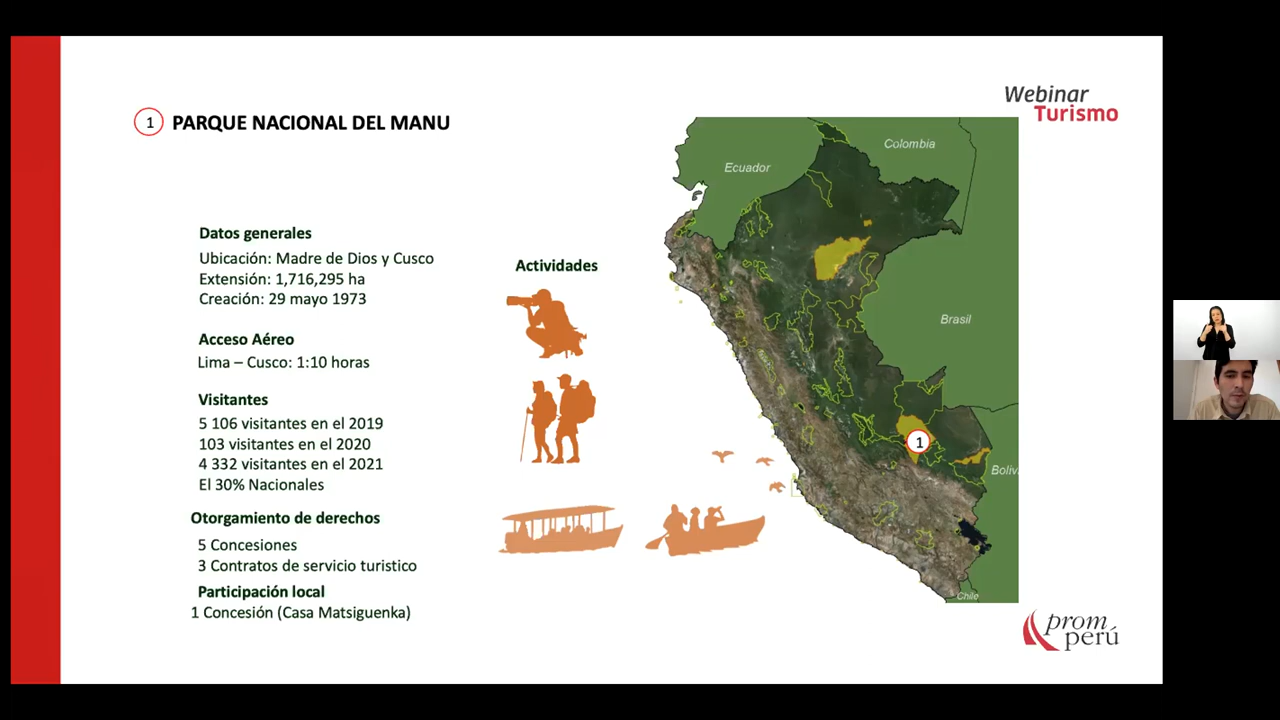 Webinar
Turismo
1 PARQUE NACIONAL DEL MANU
Datos generales
Ubicación: Madre de Dios y Cusco
Extensión: 1,716,295 ha
Creación: 29 mayo 1973
Acceso Aéreo
Lima – Cusco: 1:10 horas
Visitantes
5 106 visitantes en el 2019
103 visitantes en el 2020
4 332 visitantes en el 2021
El 30% Nacionales
Otorgamiento de derechos
5 Concesiones
3 Contratos de servicio turistico
Participación local
1 Concesión (Casa Matsiguenka)
Actividades
Ecuador
Colombia
Brasil
1
Boliv
Chile
prom
perú